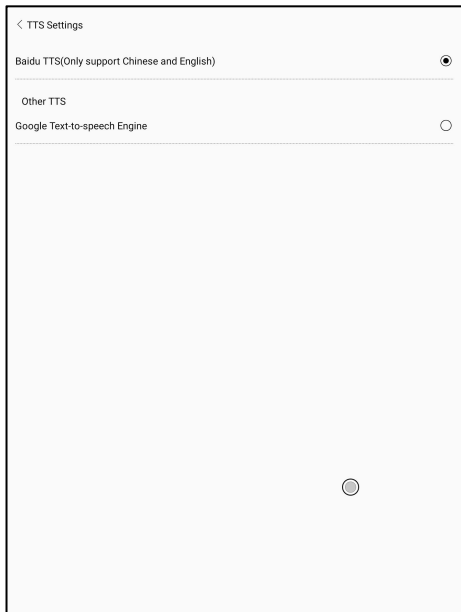 TTS Settings
Baidu TTS(Only support Chinese and English)
Other TTS
Google Text-to-speech Engine